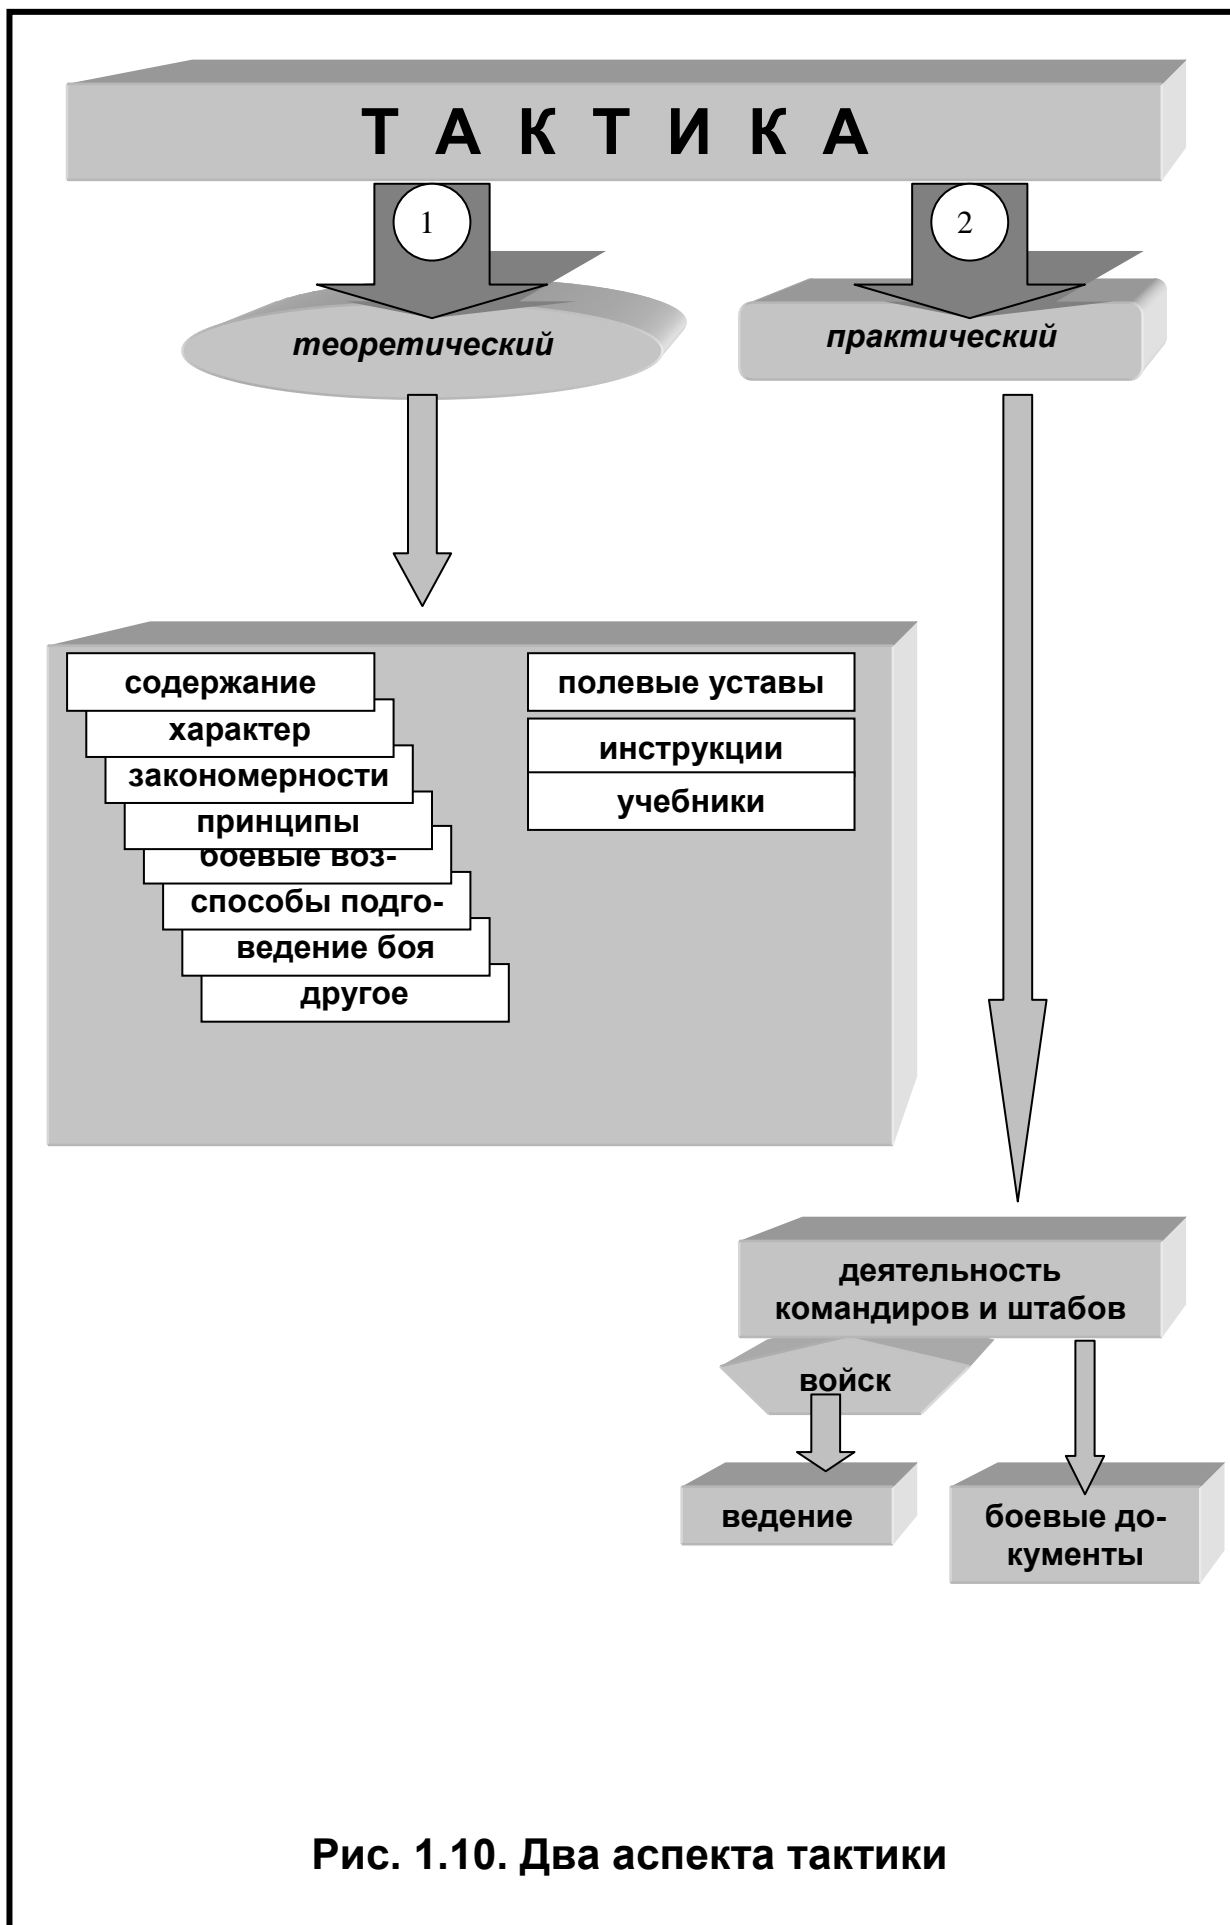 Т А К Т И К А
1
2
теоретический
практический
содержание
характер
закономерности
принципы
боевые воз-
способы подго-
ведение боя
другое
полевые уставы
инструкции
учебники
деятельность
командиров и штабов
войск
ведение
боевые до-
кументы
Рис. 1.10. Два аспекта тактики